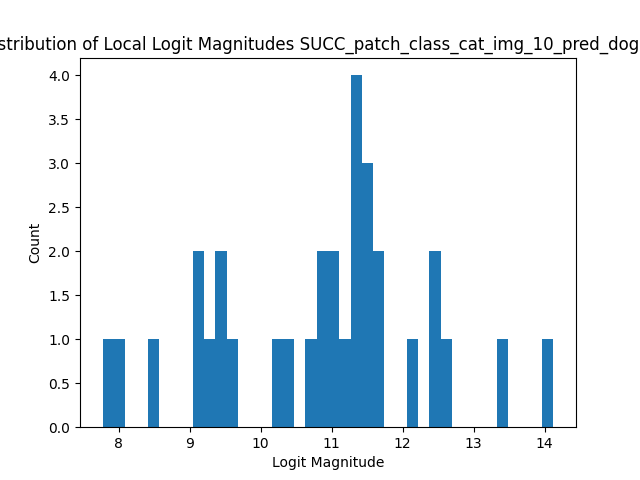 stribution of Local Logit Magnitudes SUCC_patch_class_cat_img_10_pred_dog
4.0
3.5
3.0
2.5
2.0
1.5
1.0
0.5
0.0
Count
8 9 10 11 12 13 14
Logit Magnitude